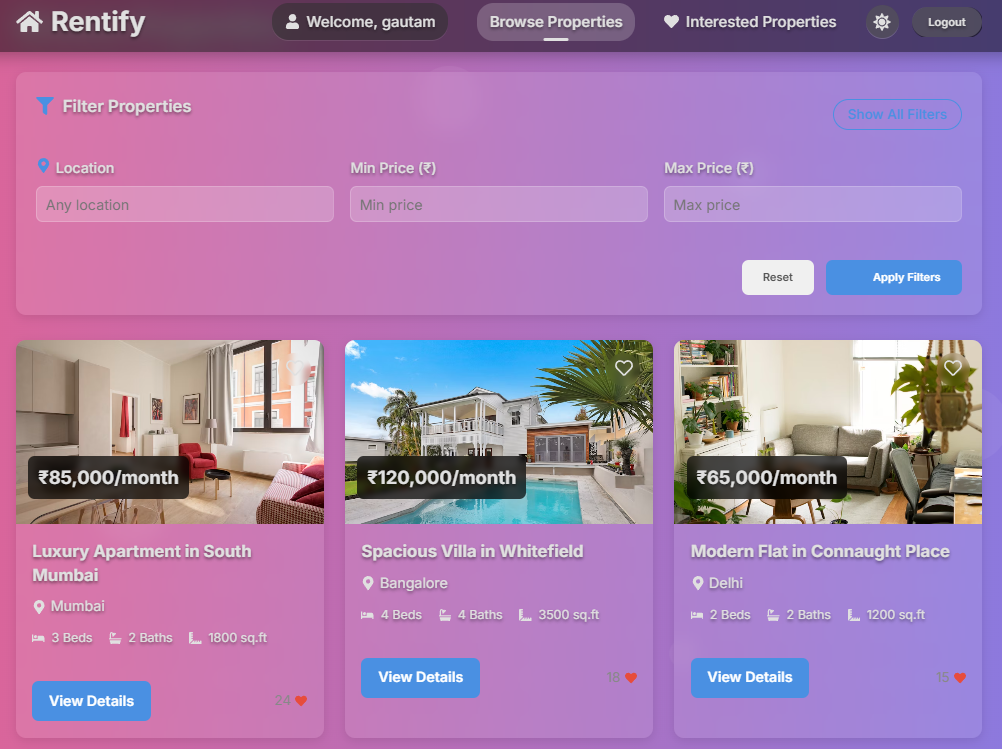 Rentify
Welcome, gautam
Browse Properties
Interested Properties
Logout
Filter Properties
Show All Filters
Location
Min Price (₹)
Max Price (₹)
Any location
Min price
Max price
Reset
Apply Filters
₹85,000/month
₹120,000/month
₹65,000/month
Luxury Apartment in South
Mumbai
Mumbai
3 Beds 2 Baths 1800 sq.ft
View Details
24
Spacious Villa in Whitefield
Bangalore
4 Beds 4 Baths 3500 sq.ft
View Details
18
Modern Flat in Connaught Place
Delhi
2 Beds 2 Baths 1200 sq.ft
View Details
15